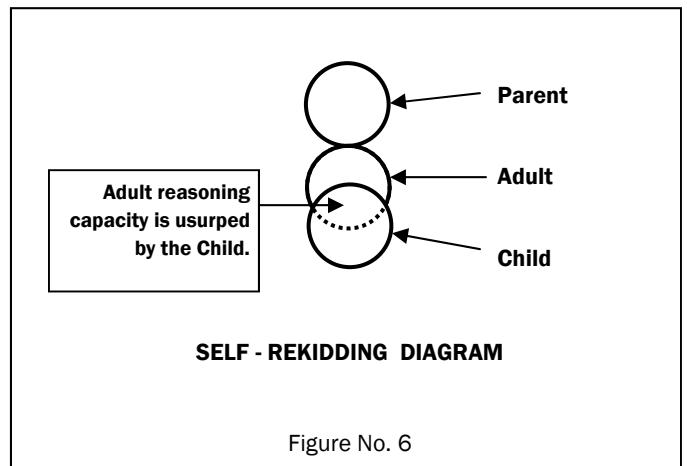 Parent
Adult
Adult reasoning
capacity is usurped
by the Child.
Child
SELF - REKIDDING DIAGRAM
Figure No. 6